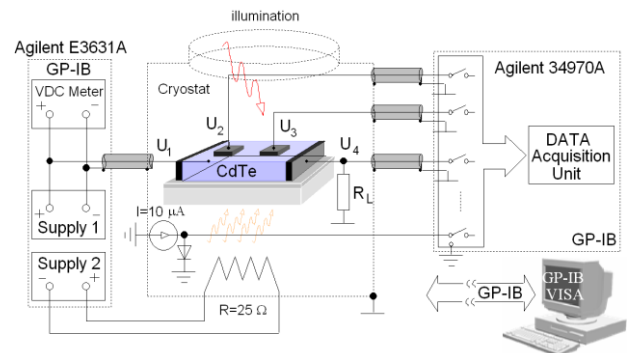 illumination
Agilent E3631A
GP-IB
VDC Meter
+ -
Supply 1
+ -
Supply 2
- +
Cryostat
U1
U2
U3
U4
CdTe
RL
I=10 μA
R=25 Ω
Agilent 34970A
DATA
Acquisition
Unit
GP-IB
GP-IB
GP-IB
VISA